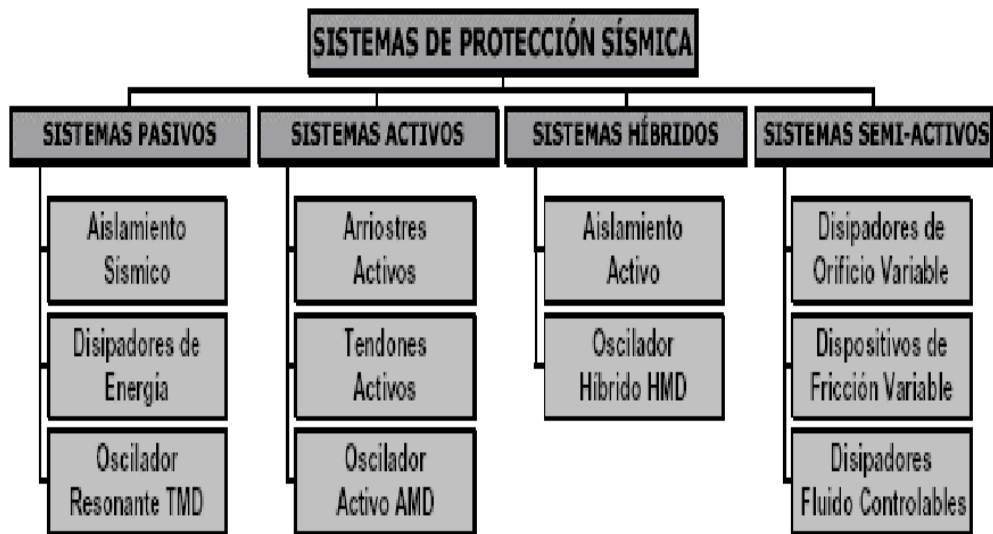 SISTEMAS DE PROTECCIÓN SÍSMICA
SISTEMAS PASIVOS
Aislamiento
Sísmico
Disipadores de
Energía
Oscilador
Resonante TMD
SISTEMAS ACTIVOS
Arriostres
Activos
Tendones
Activos
Oscilador
Activo AMD
SISTEMAS HÍBRIDOS
Aislamiento
Activo
Oscilador
Híbrido HMD
SISTEMAS SEMI-ACTIVOS
Disipadores de
Orificio Variable
Dispositivos de
Fricción Variable
Disipadores
Fluido Controlables